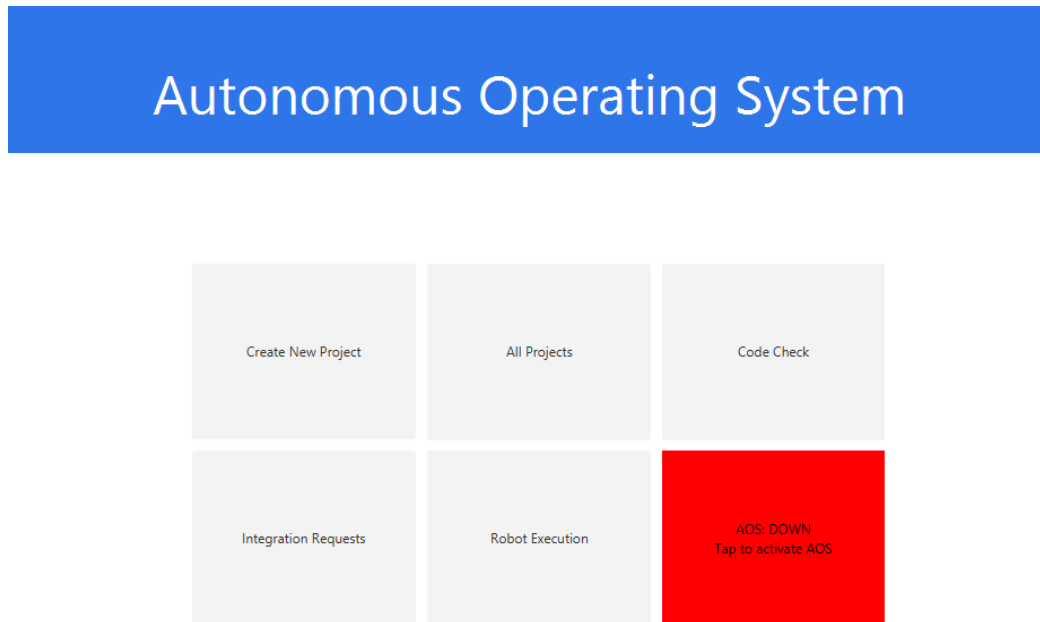 Autonomous Operating System
Create New Project
All Projects
Code Check
Integration Requests
Robot Execution
AOS: DOWN
Tap to activate AOS